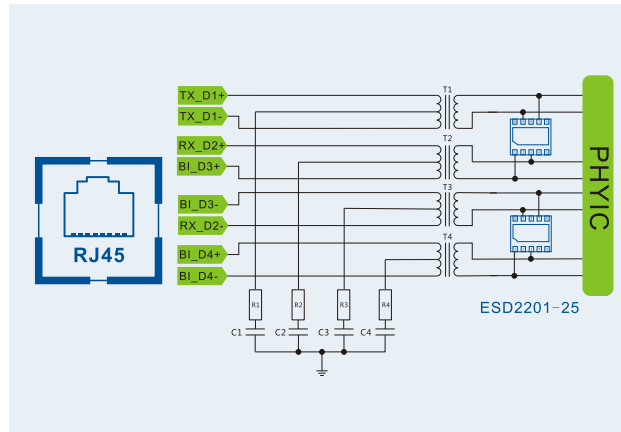 TX_D1+
TX_D1-
RX_D2+
BI_D3+
BI_D3-
RX_D2-
BI_D4+
BI_D4-
RJ45
T1
T2
T3
T4
R1
R2
R3
R4
C1
C2
C3
C4
PHYIC
ESD2201-25